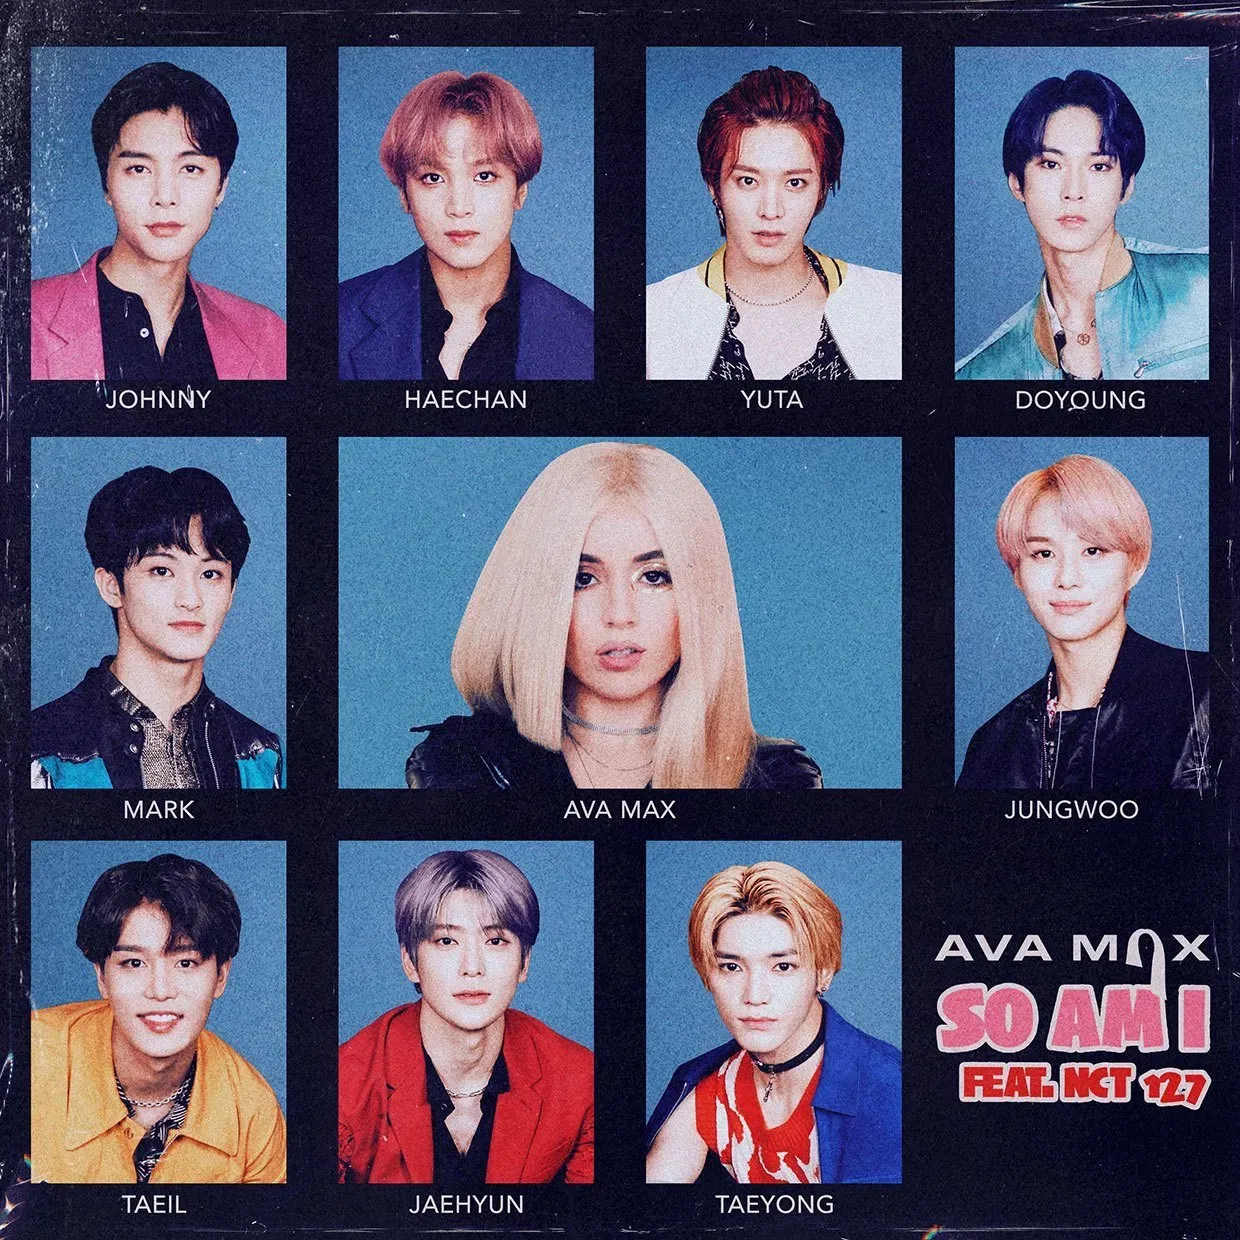 JOHNNY
HAECHAN
YUTA
DOYOUNG
MARK
AVA MAX
JUNGWOO
TAEIL
JAEHYUN
TAEYONG
AVA MAX
SO AM I
FEAT. NCT 127